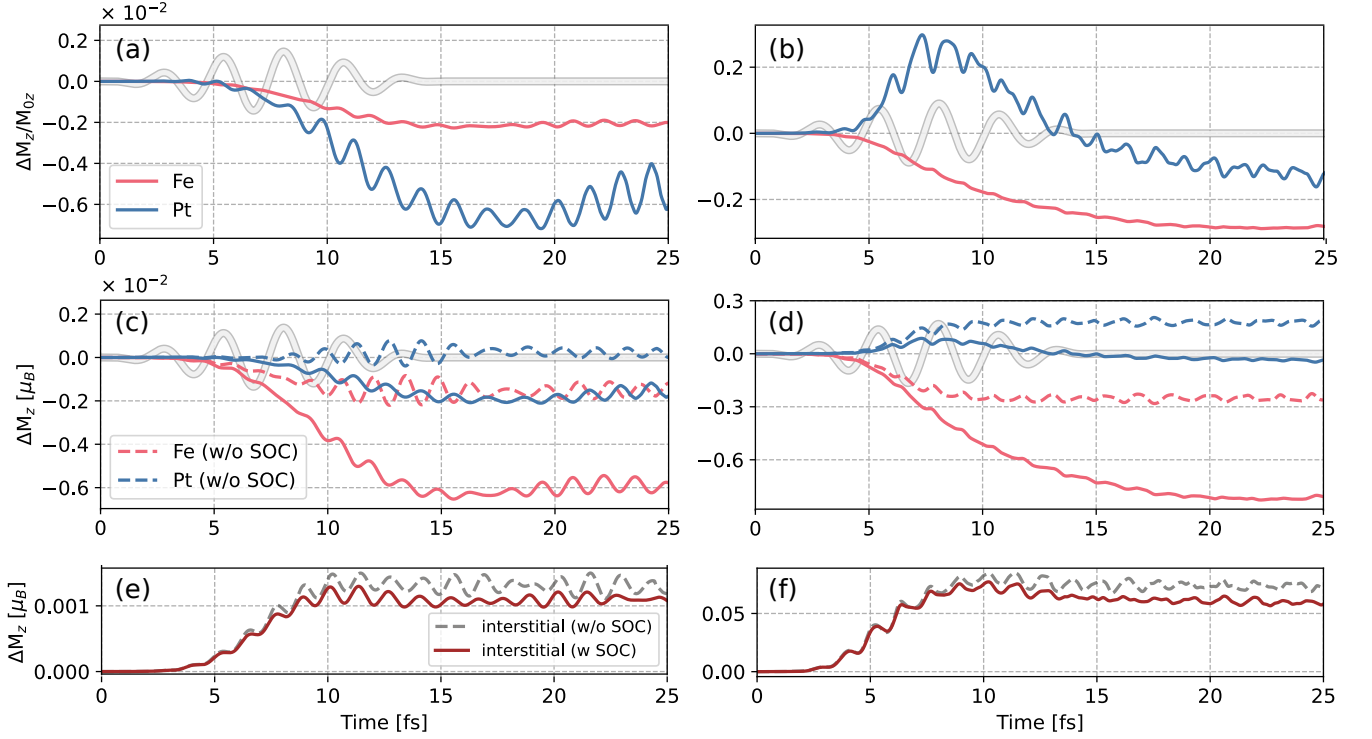 × 10⁻²
(a)
0.2
0.0
−0.2
−0.4
−0.6
ΔM_z/M_0z
Fe
Pt
0 5 10 15 20 25
(b)
0.2
0.0
−0.2
0 5 10 15 20 25
× 10⁻²
(c)
0.2
0.0
−0.2
−0.4
−0.6
ΔM_z [μ_B]
Fe (w/o SOC)
Pt (w/o SOC)
0 5 10 15 20 25
(d)
0.3
0.0
−0.3
−0.6
0 5 10 15 20 25
(e)
0.001
0.000
ΔM_z [μ_B]
interstitial (w/o SOC)
interstitial (w SOC)
0 5 10 15 20 25
Time [fs]
(f)
0.05
0.00
0 5 10 15 20 25
Time [fs]